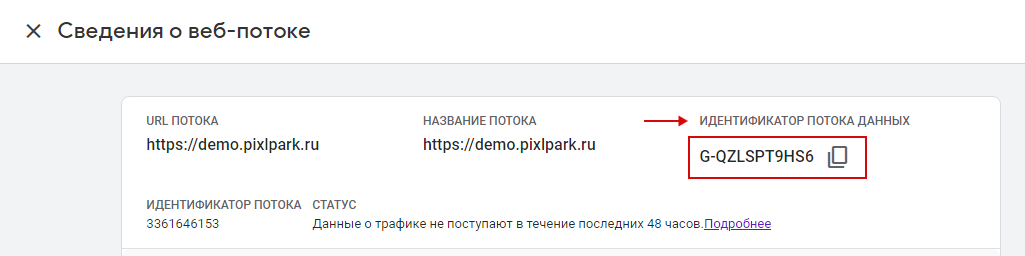 Сведения о веб-потоке
URL ПОТОКА
https://demo.pixlpark.ru
НАЗВАНИЕ ПОТОКА
https://demo.pixlpark.ru
ИДЕНТИФИКАТОР ПОТОКА ДАННЫХ
G-QZLSPT9HS6
ИДЕНТИФИКАТОР ПОТОКА
3361646153
СТАТУС
Данные о трафике не поступают в течение последних 48 часов.Подробнее